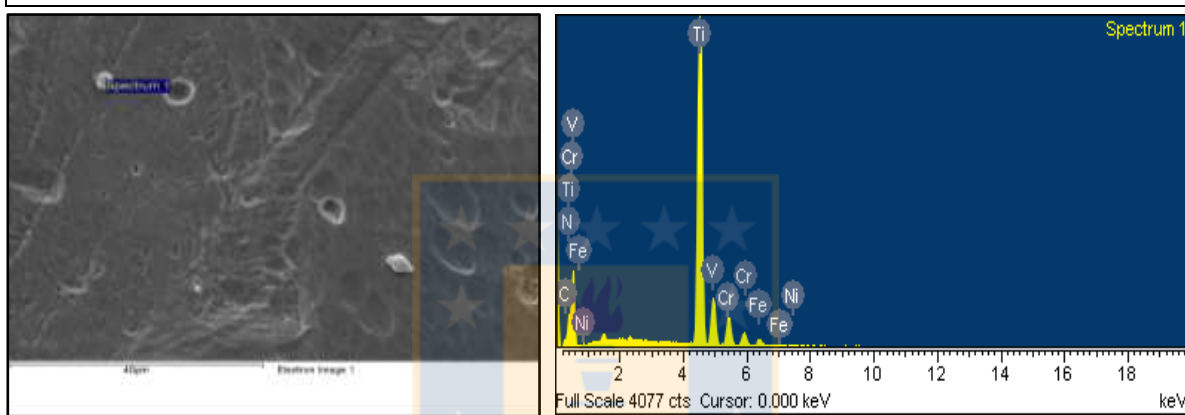 Spectrum 1
40µm
Electron Image 1
Spectrum 1
Ti
V
Cr
Ti
N
Fe
C
Ni
V
Cr
Cr
Fe
Fe
Ni
2 4 6 8 10 12 14 16 18
Full Scale 4077 cts Cursor: 0.000 keV
keV